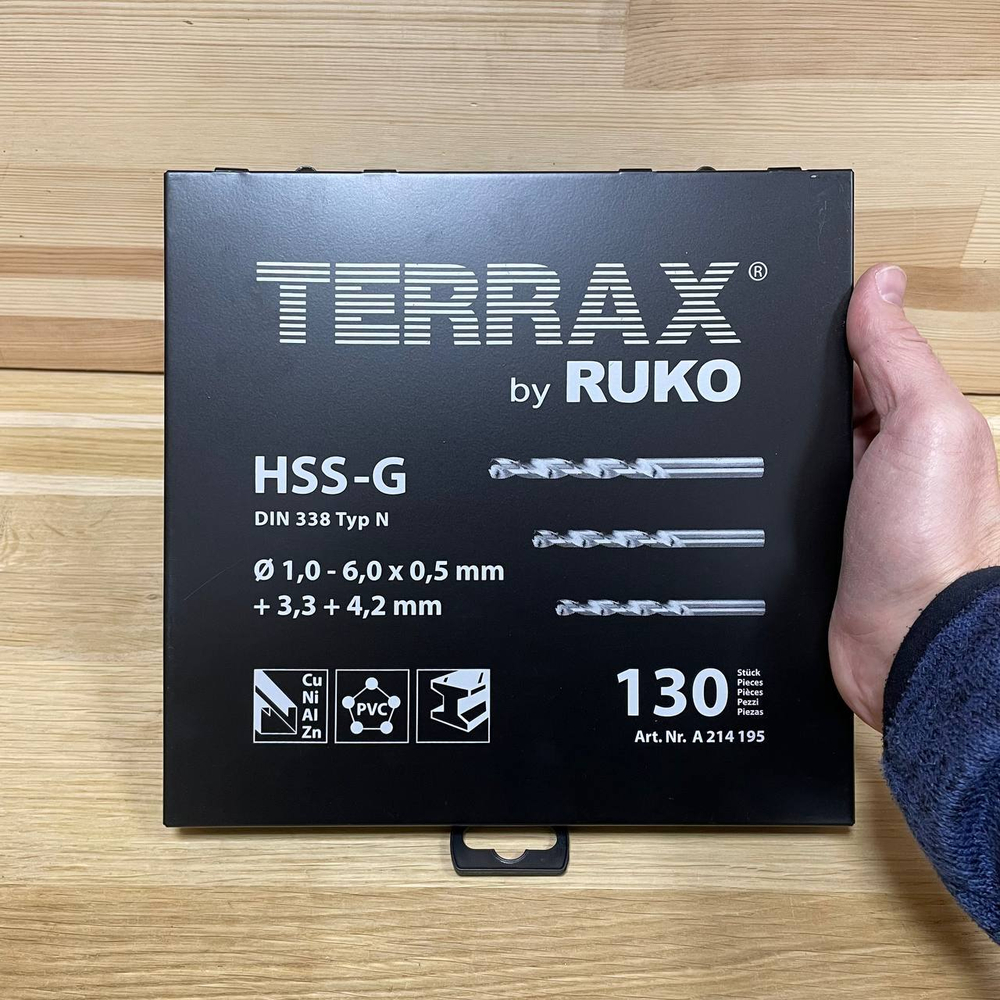 TERRAX®
by RUKO
HSS-G
DIN 338 Typ N
Ø 1,0 - 6,0 x 0,5 mm
+ 3,3 + 4,2 mm
Cu
Ni
Al
Zn
PVC
130
Stück
Pieces
Pièces
Pezzi
Piezas
Art. Nr. A 214 195